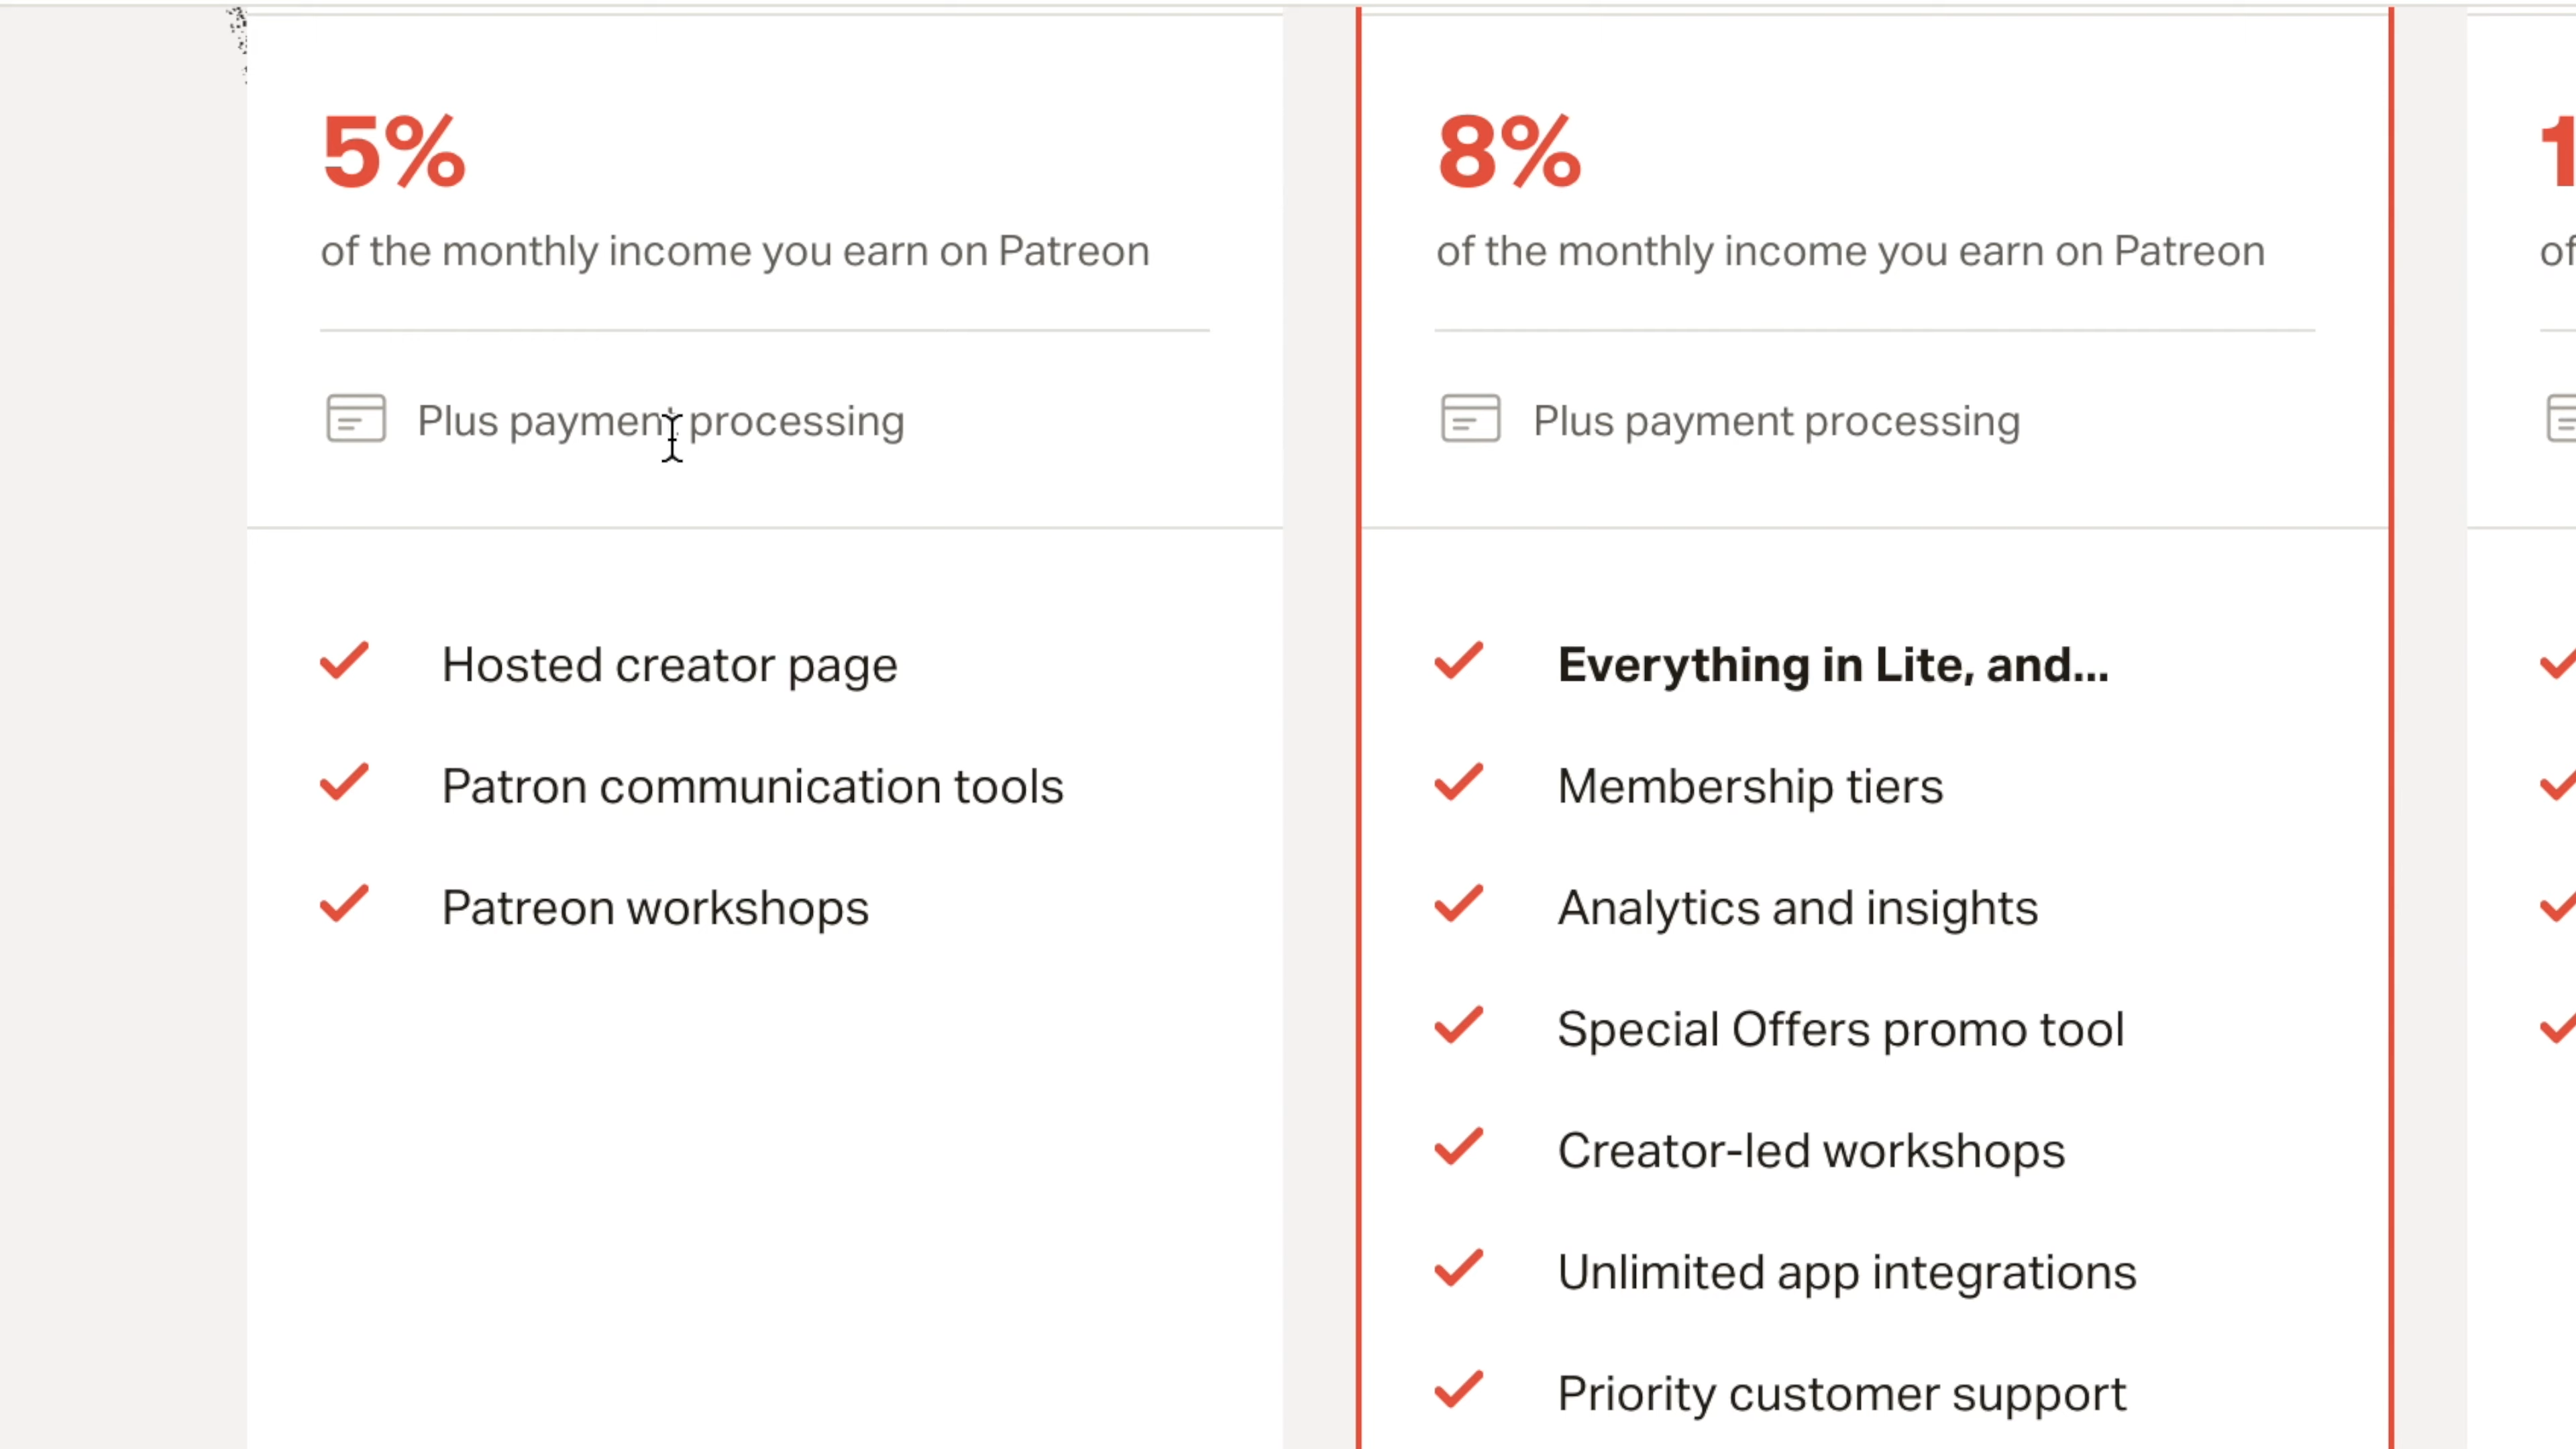 5%
of the monthly income you earn on Patreon
Plus payment processing
Hosted creator page
Patron communication tools
Patreon workshops
8%
of the monthly income you earn on Patreon
Plus payment processing
Everything in Lite, and...
Membership tiers
Analytics and insights
Special Offers promo tool
Creator-led workshops
Unlimited app integrations
Priority customer support
1
of